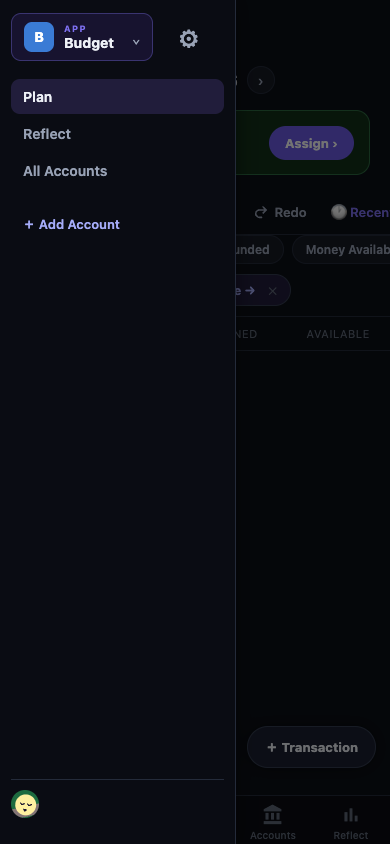 B
APP
Budget
Plan
Reflect
All Accounts
+ Add Account
›
Assign ›
Redo
Recen
unded
Money Availab
e →
×
NED
AVAILABLE
+ Transaction
Accounts
Reflect